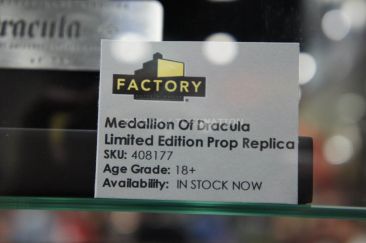 racula
FACTORY
Medallion Of Dracula
Limited Edition Prop Replica
SKU: 408177
Age Grade: 18+
Availability: IN STOCK NOW